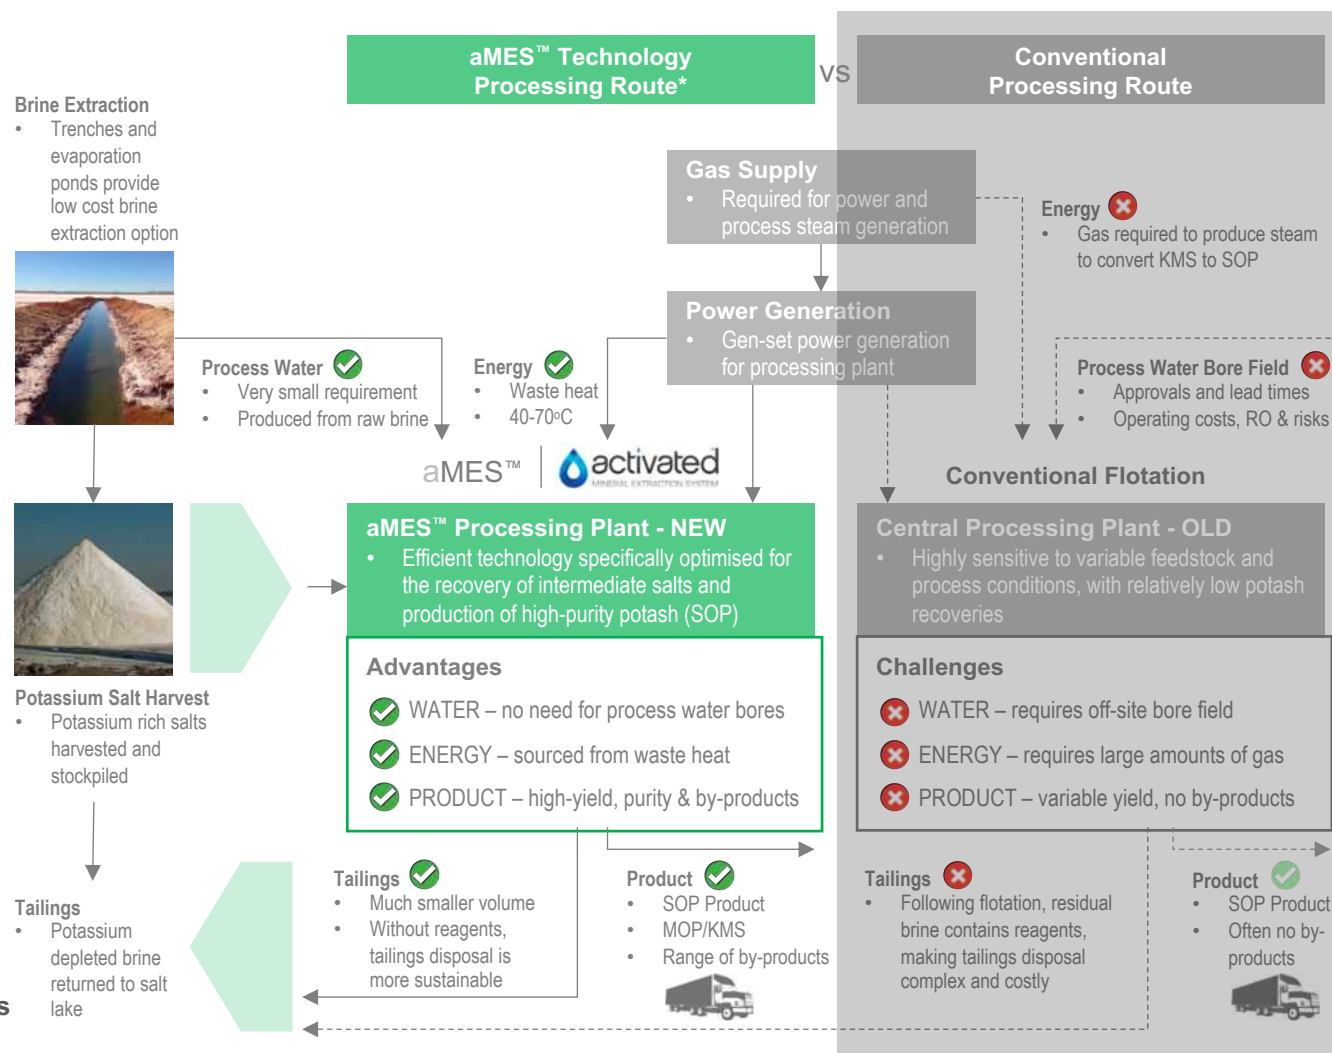 aMES™ Technology
Processing Route*
vs
Conventional
Processing Route
Brine Extraction
• Trenches and
evaporation
ponds provide
low cost brine
extraction option
Gas Supply
• Required for power and
process steam generation
Energy
• Gas required to produce steam
to convert KMS to SOP
Power Generation
• Gen-set power generation
for processing plant
Process Water
• Very small requirement
• Produced from raw brine
Energy
• Waste heat
• 40-70ºC
Process Water Bore Field
• Approvals and lead times
• Operating costs, RO & risks
aMES™
activated
MINERAL EXTRACTION SYSTEM
Conventional Flotation
aMES™ Processing Plant - NEW
• Efficient technology specifically optimised for
the recovery of intermediate salts and
production of high-purity potash (SOP)
Central Processing Plant - OLD
• Highly sensitive to variable feedstock and
process conditions, with relatively low potash
recoveries
Advantages
WATER – no need for process water bores
ENERGY – sourced from waste heat
PRODUCT – high-yield, purity & by-products
Challenges
WATER – requires off-site bore field
ENERGY – requires large amounts of gas
PRODUCT – variable yield, no by-products
Potassium Salt Harvest
• Potassium rich salts
harvested and
stockpiled
Tailings
• Potassium
depleted brine
returned to salt
lake
s
Tailings
• Much smaller volume
• Without reagents,
tailings disposal is
more sustainable
Product
• SOP Product
• MOP/KMS
• Range of by-products
Tailings
• Following flotation, residual
brine contains reagents,
making tailings disposal
complex and costly
Product
• SOP Product
• Often no by-
products